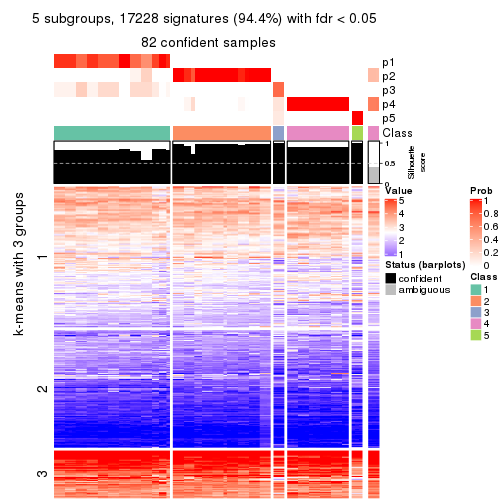 5 subgroups, 17228 signatures (94.4%) with fdr < 0.05
82 confident samples
p1
p2
p3
p4
p5
Class
1
0.5
0
Silhouette
score
k-means with 3 groups
1
2
3
Value
5
4
3
2
1
Status (barplots)
confident
ambiguous
Prob
1
0.8
0.6
0.4
0.2
0
Class
1
2
3
4
5